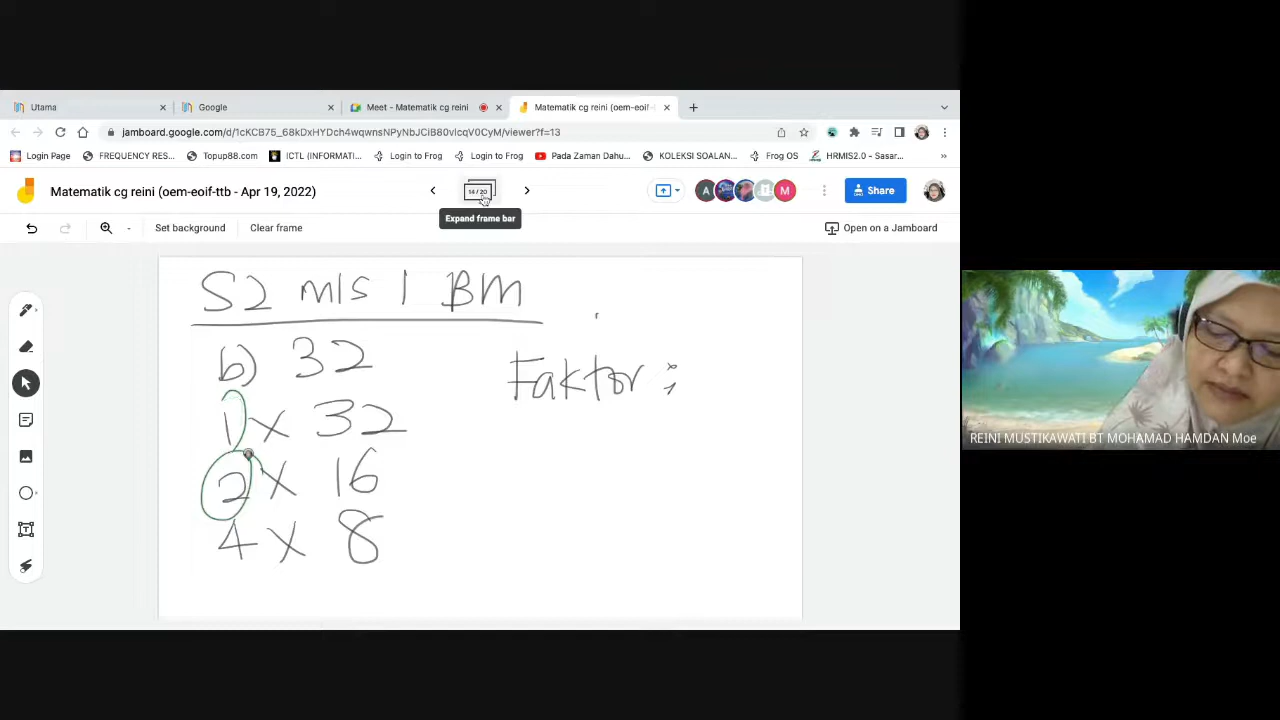 Utama
Google
Meet - Matematik cg reini
Matematik cg reini (oem-eoif-
jamboard.google.com/d/1cKCB75_68kDxHYDch4wqwnsNPyNbJCiB80vlcqV0CyM/viewer?f=13
Login Page
FREQUENCY RES...
Topup88.com
ICTL (INFORMATI...
Login to Frog
Login to Frog
Pada Zaman Dahu...
KOLEKSI SOALAN...
Frog OS
HRMIS2.0 - Sasar...
»
Matematik cg reini (oem-eoif-ttb - Apr 19, 2022)
14 / 20
A
M
Share
Expand frame bar
Set background
Clear frame
Open on a Jamboard
S2 m/s 1 BM
b) 32
Faktor :
1 x 32
2 x 16
4 x 8
REINI MUSTIKAWATI BT MOHAMAD HAMDAN Moe